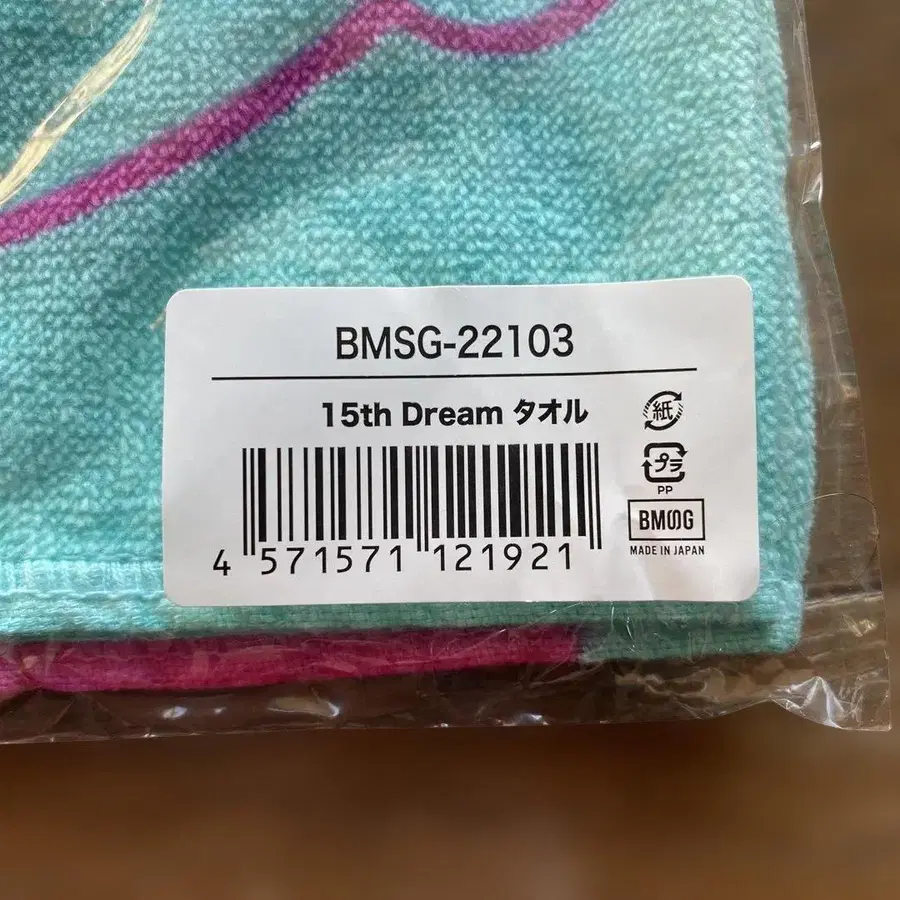 BMSG-22103
15th Dream タオル
紙
プラ
PP
BMSG
MADE IN JAPAN
4 571571 121921